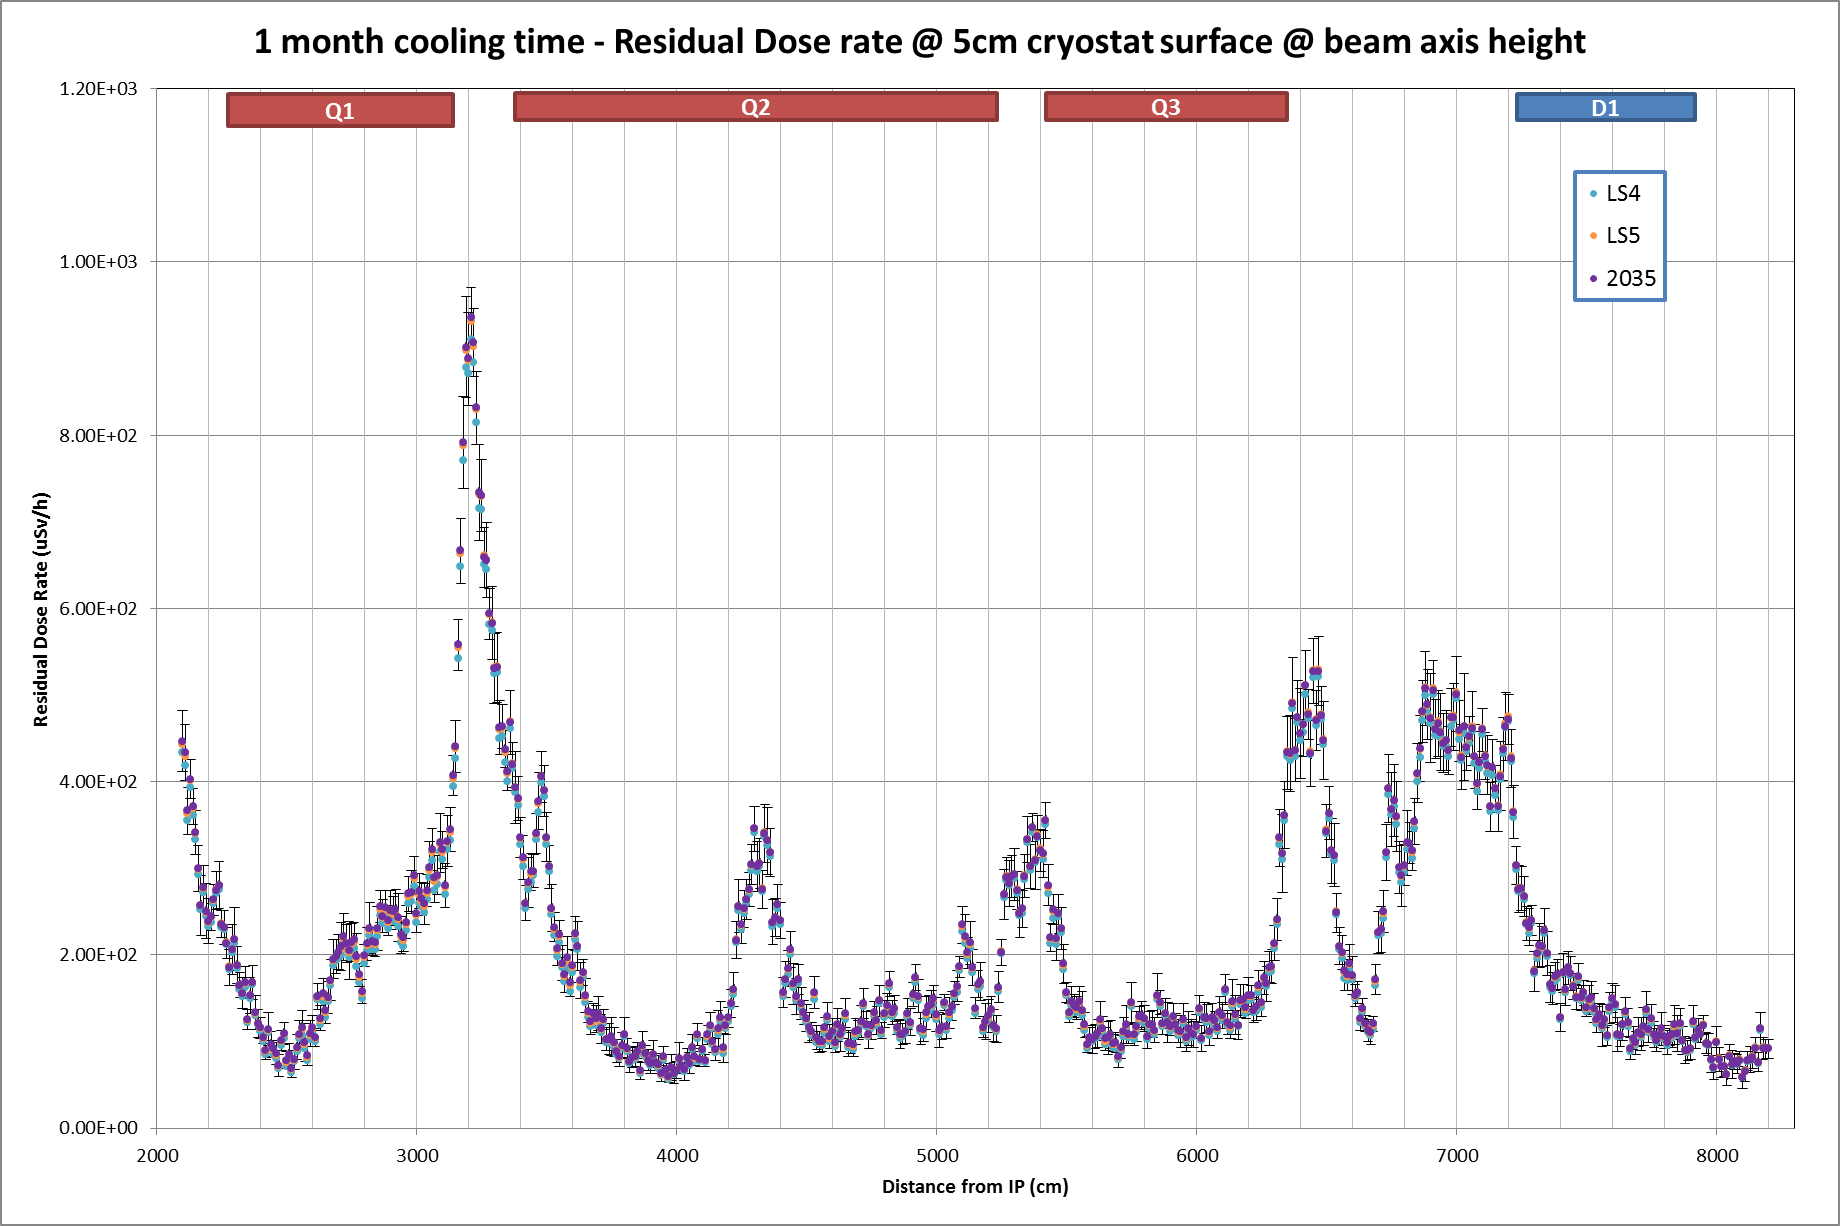 1 month cooling time - Residual Dose rate @ 5cm cryostat surface @ beam axis height
1.20E+03
1.00E+03
8.00E+02
6.00E+02
4.00E+02
2.00E+02
0.00E+00
Residual Dose Rate (uSv/h)
Q1
Q2
Q3
D1
LS4
LS5
2035
2000
3000
4000
5000
6000
7000
8000
Distance from IP (cm)